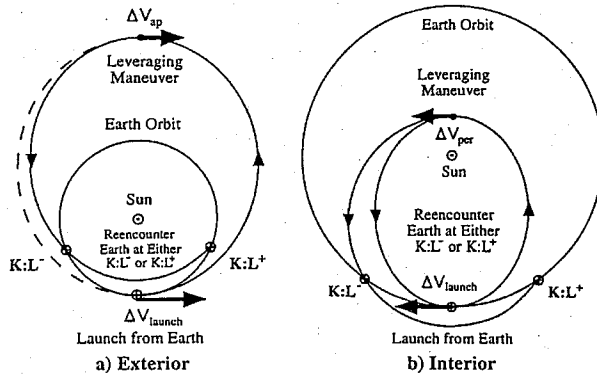 ΔV_ap
Leveraging
Maneuver
Earth Orbit
Sun
Reencounter
Earth at Either
K:L⁻ or K:L⁺
K:L⁻
K:L⁺
ΔV_launch
Launch from Earth
a) Exterior
Earth Orbit
Leveraging
Maneuver
ΔV_per
Sun
Reencounter
Earth at Either
K:L⁻ or K:L⁺
K:L⁻
ΔV_launch
K:L⁺
Launch from Earth
b) Interior